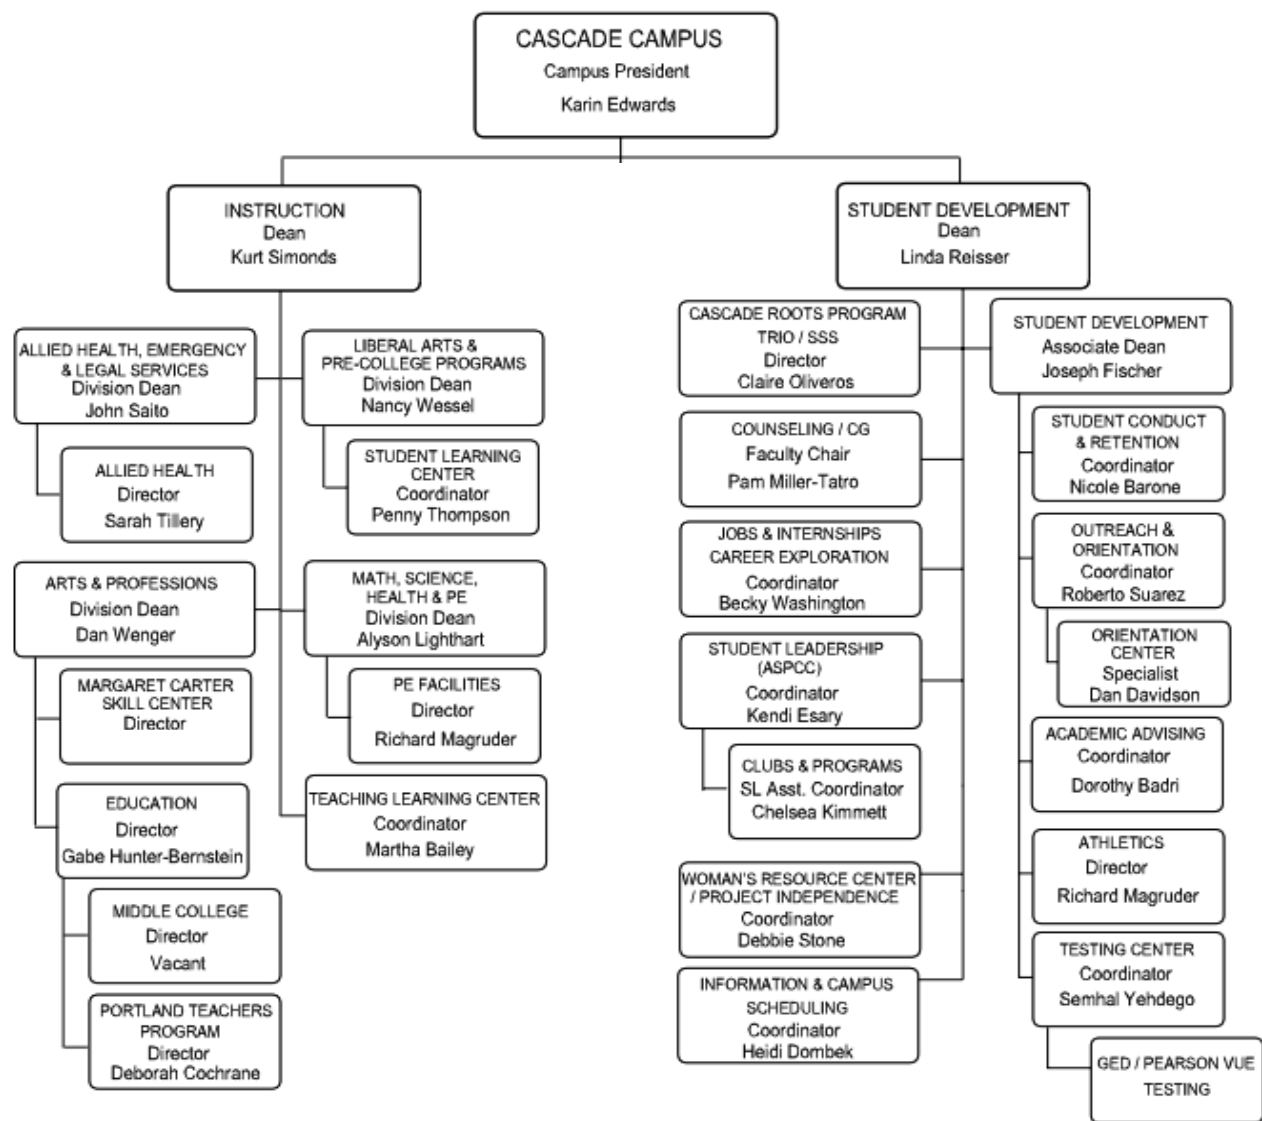 CASCADE CAMPUS
Campus President
Karin Edwards
INSTRUCTION
Dean
Kurt Simonds
ALLIED HEALTH, EMERGENCY
& LEGAL SERVICES
Division Dean
John Saito
ALLIED HEALTH
Director
Sarah Tillery
LIBERAL ARTS &
PRE-COLLEGE PROGRAMS
Division Dean
Nancy Wessel
STUDENT LEARNING
CENTER
Coordinator
Penny Thompson
ARTS & PROFESSIONS
Division Dean
Dan Wenger
MARGARET CARTER
SKILL CENTER
Director
EDUCATION
Director
Gabe Hunter-Bernstein
MIDDLE COLLEGE
Director
Vacant
PORTLAND TEACHERS
PROGRAM
Director
Deborah Cochrane
MATH, SCIENCE,
HEALTH & PE
Division Dean
Alyson Lighthart
PE FACILITIES
Director
Richard Magruder
TEACHING LEARNING CENTER
Coordinator
Martha Bailey
STUDENT DEVELOPMENT
Dean
Linda Reisser
CASCADE ROOTS PROGRAM
TRIO / SSS
Director
Claire Oliveros
COUNSELING / CG
Faculty Chair
Pam Miller-Tatro
JOBS & INTERNSHIPS
CAREER EXPLORATION
Coordinator
Becky Washington
STUDENT LEADERSHIP
(ASPCC)
Coordinator
Kendi Esary
CLUBS & PROGRAMS
SL Asst. Coordinator
Chelsea Kimmett
WOMAN'S RESOURCE CENTER
/ PROJECT INDEPENDENCE
Coordinator
Debbie Stone
INFORMATION & CAMPUS
SCHEDULING
Coordinator
Heidi Dombek
STUDENT DEVELOPMENT
Associate Dean
Joseph Fischer
STUDENT CONDUCT
& RETENTION
Coordinator
Nicole Barone
OUTREACH &
ORIENTATION
Coordinator
Roberto Suarez
ORIENTATION
CENTER
Specialist
Dan Davidson
ACADEMIC ADVISING
Coordinator
Dorothy Badri
ATHLETICS
Director
Richard Magruder
TESTING CENTER
Coordinator
Semhal Yehdego
GED / PEARSON VUE
TESTING